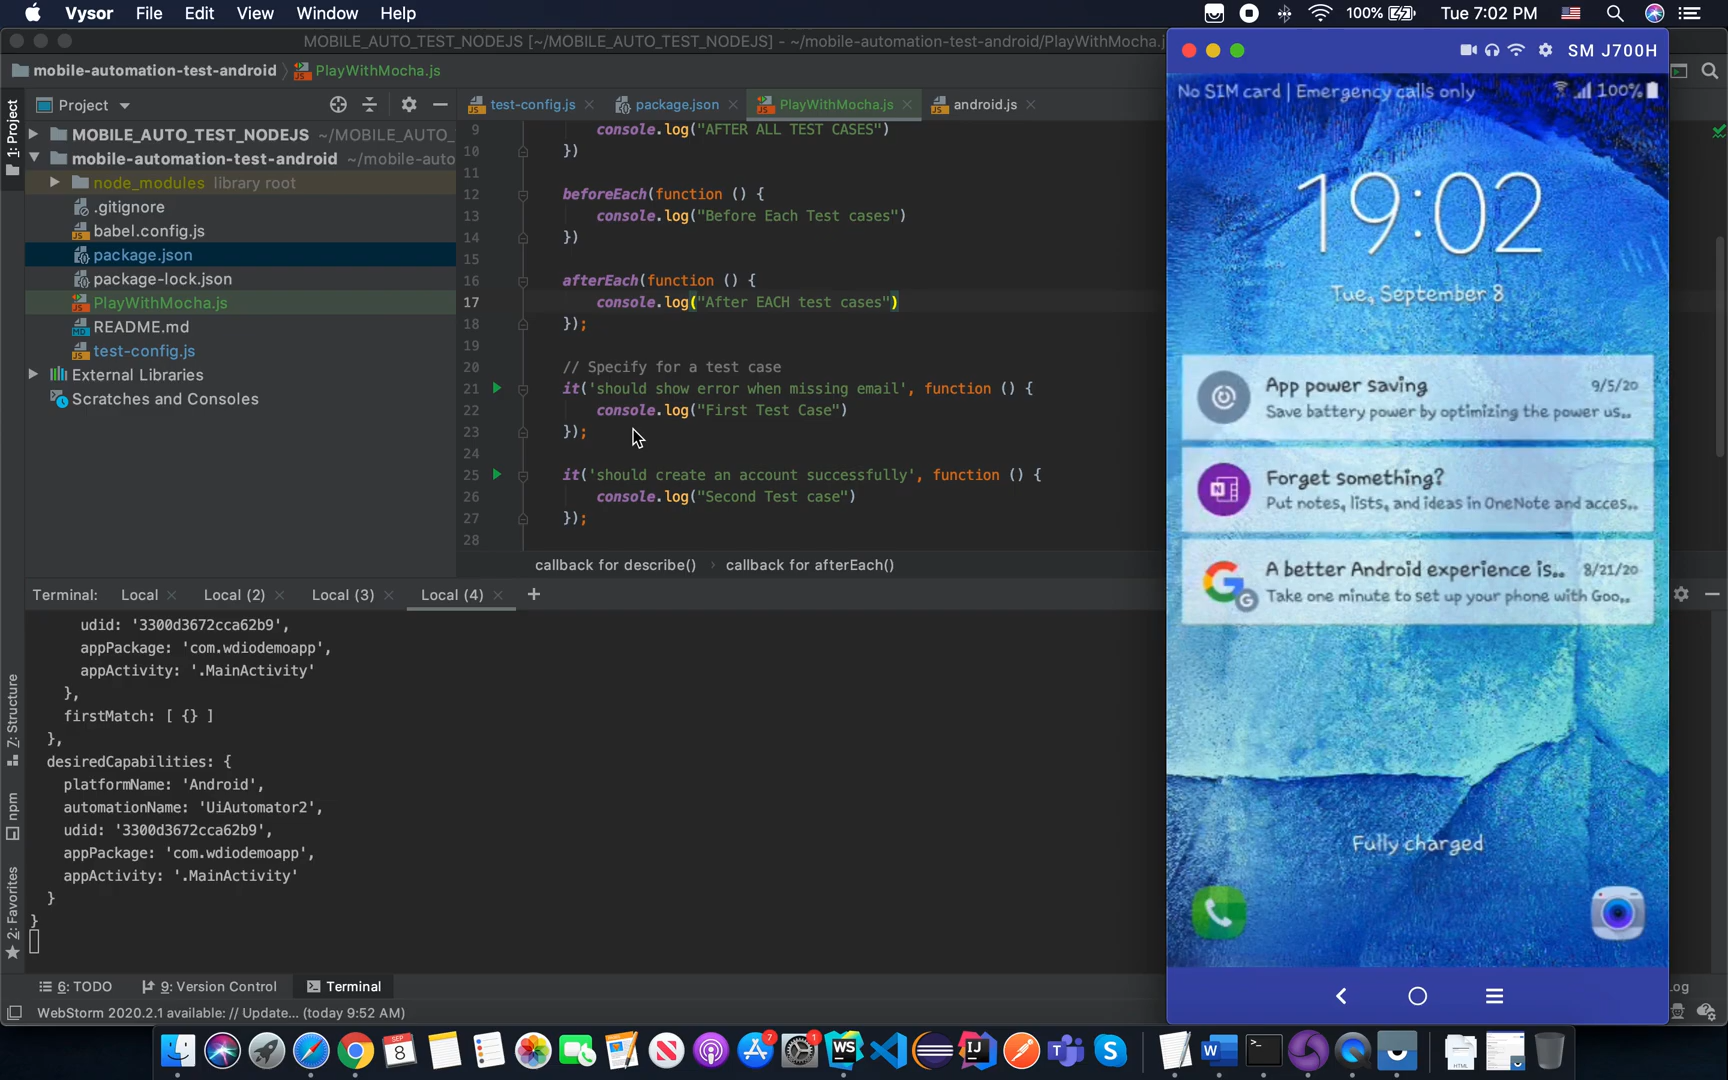 Vysor File Edit View Window Help
100% Tue 7:02 PM
MOBILE_AUTO_TEST_NODEJS [~/MOBILE_AUTO_TEST_NODEJS] - ~/mobile-automation-test-android/PlayWithMocha.j
mobile-automation-test-android PlayWithMocha.js
Project
test-config.js
package.json
PlayWithMocha.js
android.js
1: Project
MOBILE_AUTO_TEST_NODEJS ~/MOBILE_AUTO_
mobile-automation-test-android ~/mobile-auto
node_modules library root
.gitignore
babel.config.js
package.json
package-lock.json
PlayWithMocha.js
README.md
test-config.js
External Libraries
Scratches and Consoles
9 console.log("AFTER ALL TEST CASES")
10 })
11
12 beforeEach(function () {
13 console.log("Before Each Test cases")
14 })
15
16 afterEach(function () {
17 console.log("After EACH test cases")
18 });
19
20 // Specify for a test case
21 it('should show error when missing email', function () {
22 console.log("First Test Case")
23 });
24
25 it('should create an account successfully', function () {
26 console.log("Second Test case")
27 });
28
callback for describe() › callback for afterEach()
Terminal: Local Local (2) Local (3) Local (4) +
udid: '3300d3672cca62b9',
appPackage: 'com.wdiodemoapp',
appActivity: '.MainActivity'
},
firstMatch: [ {} ]
},
desiredCapabilities: {
platformName: 'Android',
automationName: 'UiAutomator2',
udid: '3300d3672cca62b9',
appPackage: 'com.wdiodemoapp',
appActivity: '.MainActivity'
}
}
Z: Structure
npm
2: Favorites
6: TODO 9: Version Control Terminal
og
WebStorm 2020.2.1 available: // Update... (today 9:52 AM)
SM J700H
No SIM card | Emergency calls only 100%
19:02
Tue, September 8
App power saving 9/5/20
Save battery power by optimizing the power us..
Forget something?
Put notes, lists, and ideas in OneNote and acces..
A better Android experience is.. 8/21/20
Take one minute to set up your phone with Goo..
Fully charged
SEP
8
7
1
WS
IJ
W
HTML